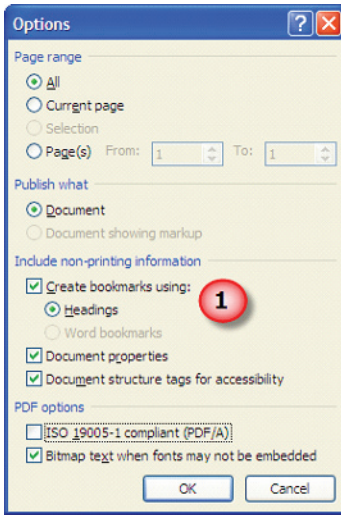 Options
Page range
All
Current page
Selection
Page(s) From: 1 To: 1
Publish what
Document
Document showing markup
Include non-printing information
Create bookmarks using:
1
Headings
Word bookmarks
Document properties
Document structure tags for accessibility
PDF options
ISO 19005-1 compliant (PDF/A)
Bitmap text when fonts may not be embedded
OK Cancel